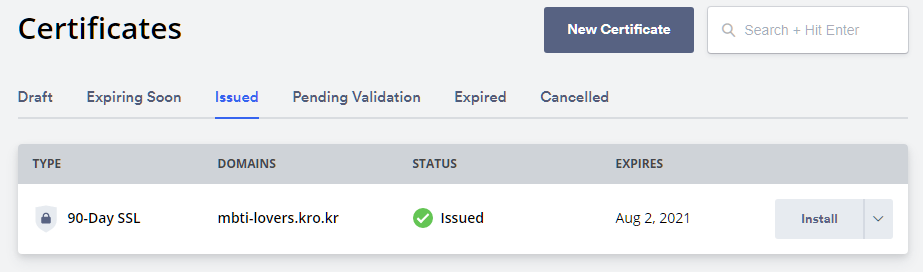 Certificates
New Certificate
Search + Hit Enter
Draft Expiring Soon Issued Pending Validation Expired Cancelled
TYPE DOMAINS STATUS EXPIRES
90-Day SSL mbti-lovers.kro.kr Issued Aug 2, 2021 Install